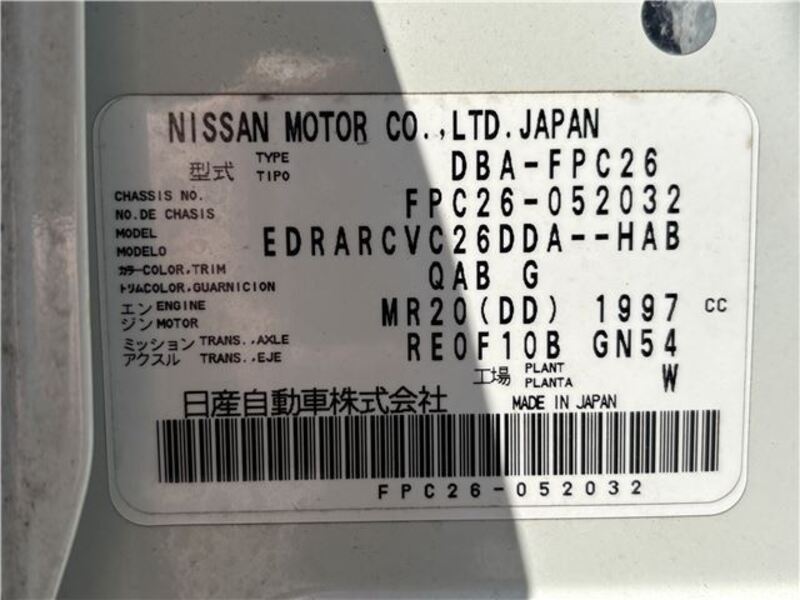 NISSAN MOTOR CO.,LTD.JAPAN
型式 TYPE TIPO DBA-FPC26
CHASSIS NO. NO.DE CHASIS FPC26-052032
MODEL MODELO EDRARCVC26DDA--HAB
カラーCOLOR,TRIM トリムCOLOR,GUARNICION QAB G
エンジン ENGINE MOTOR MR20(DD) 1997 CC
ミッション アクスル TRANS.,AXLE TRANS.,EJE RE0F10B GN54
工場 PLANT PLANTA W
日産自動車株式会社 MADE IN JAPAN
FPC26-052032